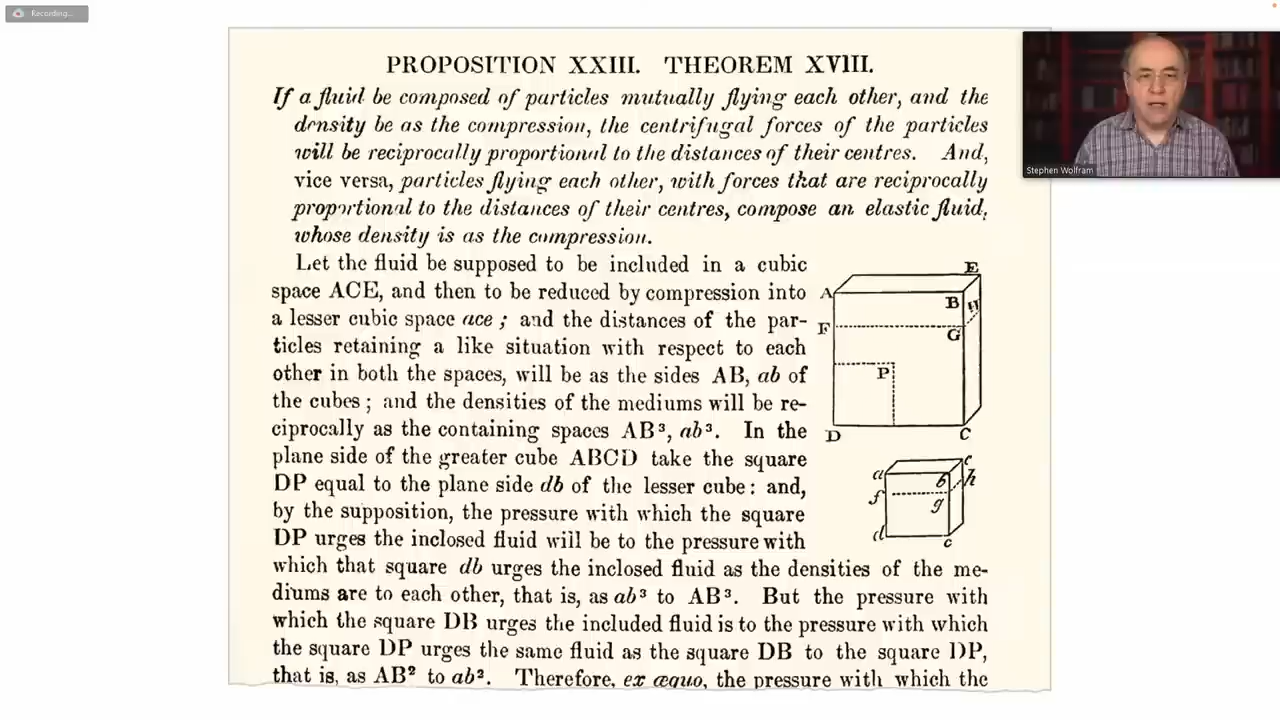 Recording...
PROPOSITION XXIII. THEOREM XVIII.
If a fluid be composed of particles mutually flying each other, and the
density be as the compression, the centrifugal forces of the particles
will be reciprocally proportional to the distances of their centres. And,
vice versa, particles flying each other, with forces that are reciprocally
proportional to the distances of their centres, compose an elastic fluid,
whose density is as the compression.
Let the fluid be supposed to be included in a cubic
space ACE, and then to be reduced by compression into
a lesser cubic space ace; and the distances of the par-
ticles retaining a like situation with respect to each
other in both the spaces, will be as the sides AB, ab of
the cubes; and the densities of the mediums will be re-
ciprocally as the containing spaces AB³, ab³. In the
plane side of the greater cube ABCD take the square
DP equal to the plane side db of the lesser cube: and,
by the supposition, the pressure with which the square
DP urges the inclosed fluid will be to the pressure with
which that square db urges the inclosed fluid as the densities of the me-
diums are to each other, that is, as ab³ to AB³. But the pressure with
which the square DB urges the included fluid is to the pressure with which
the square DP urges the same fluid as the square DB to the square DP,
that is, as AB² to ab². Therefore, ex æquo, the pressure with which the
E
A
B
H
F
G
P
D
C
e
a
b
h
f
g
d
c
Stephen Wolfram